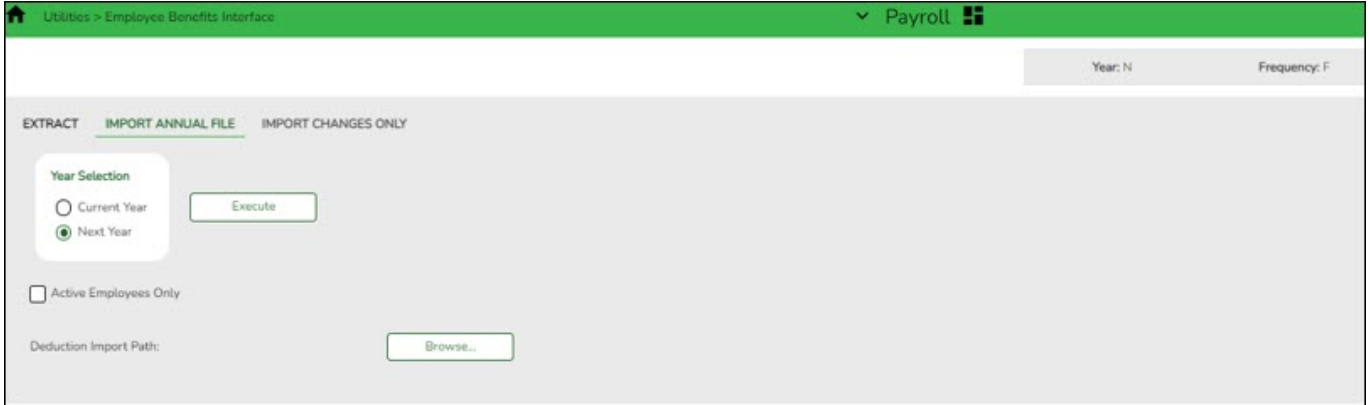 Utilities > Employee Benefits Interface
Payroll
Year: N Frequency: F
EXTRACT IMPORT ANNUAL FILE IMPORT CHANGES ONLY
Year Selection
Current Year
Execute
Next Year
Active Employees Only
Deduction Import Path: Browse...